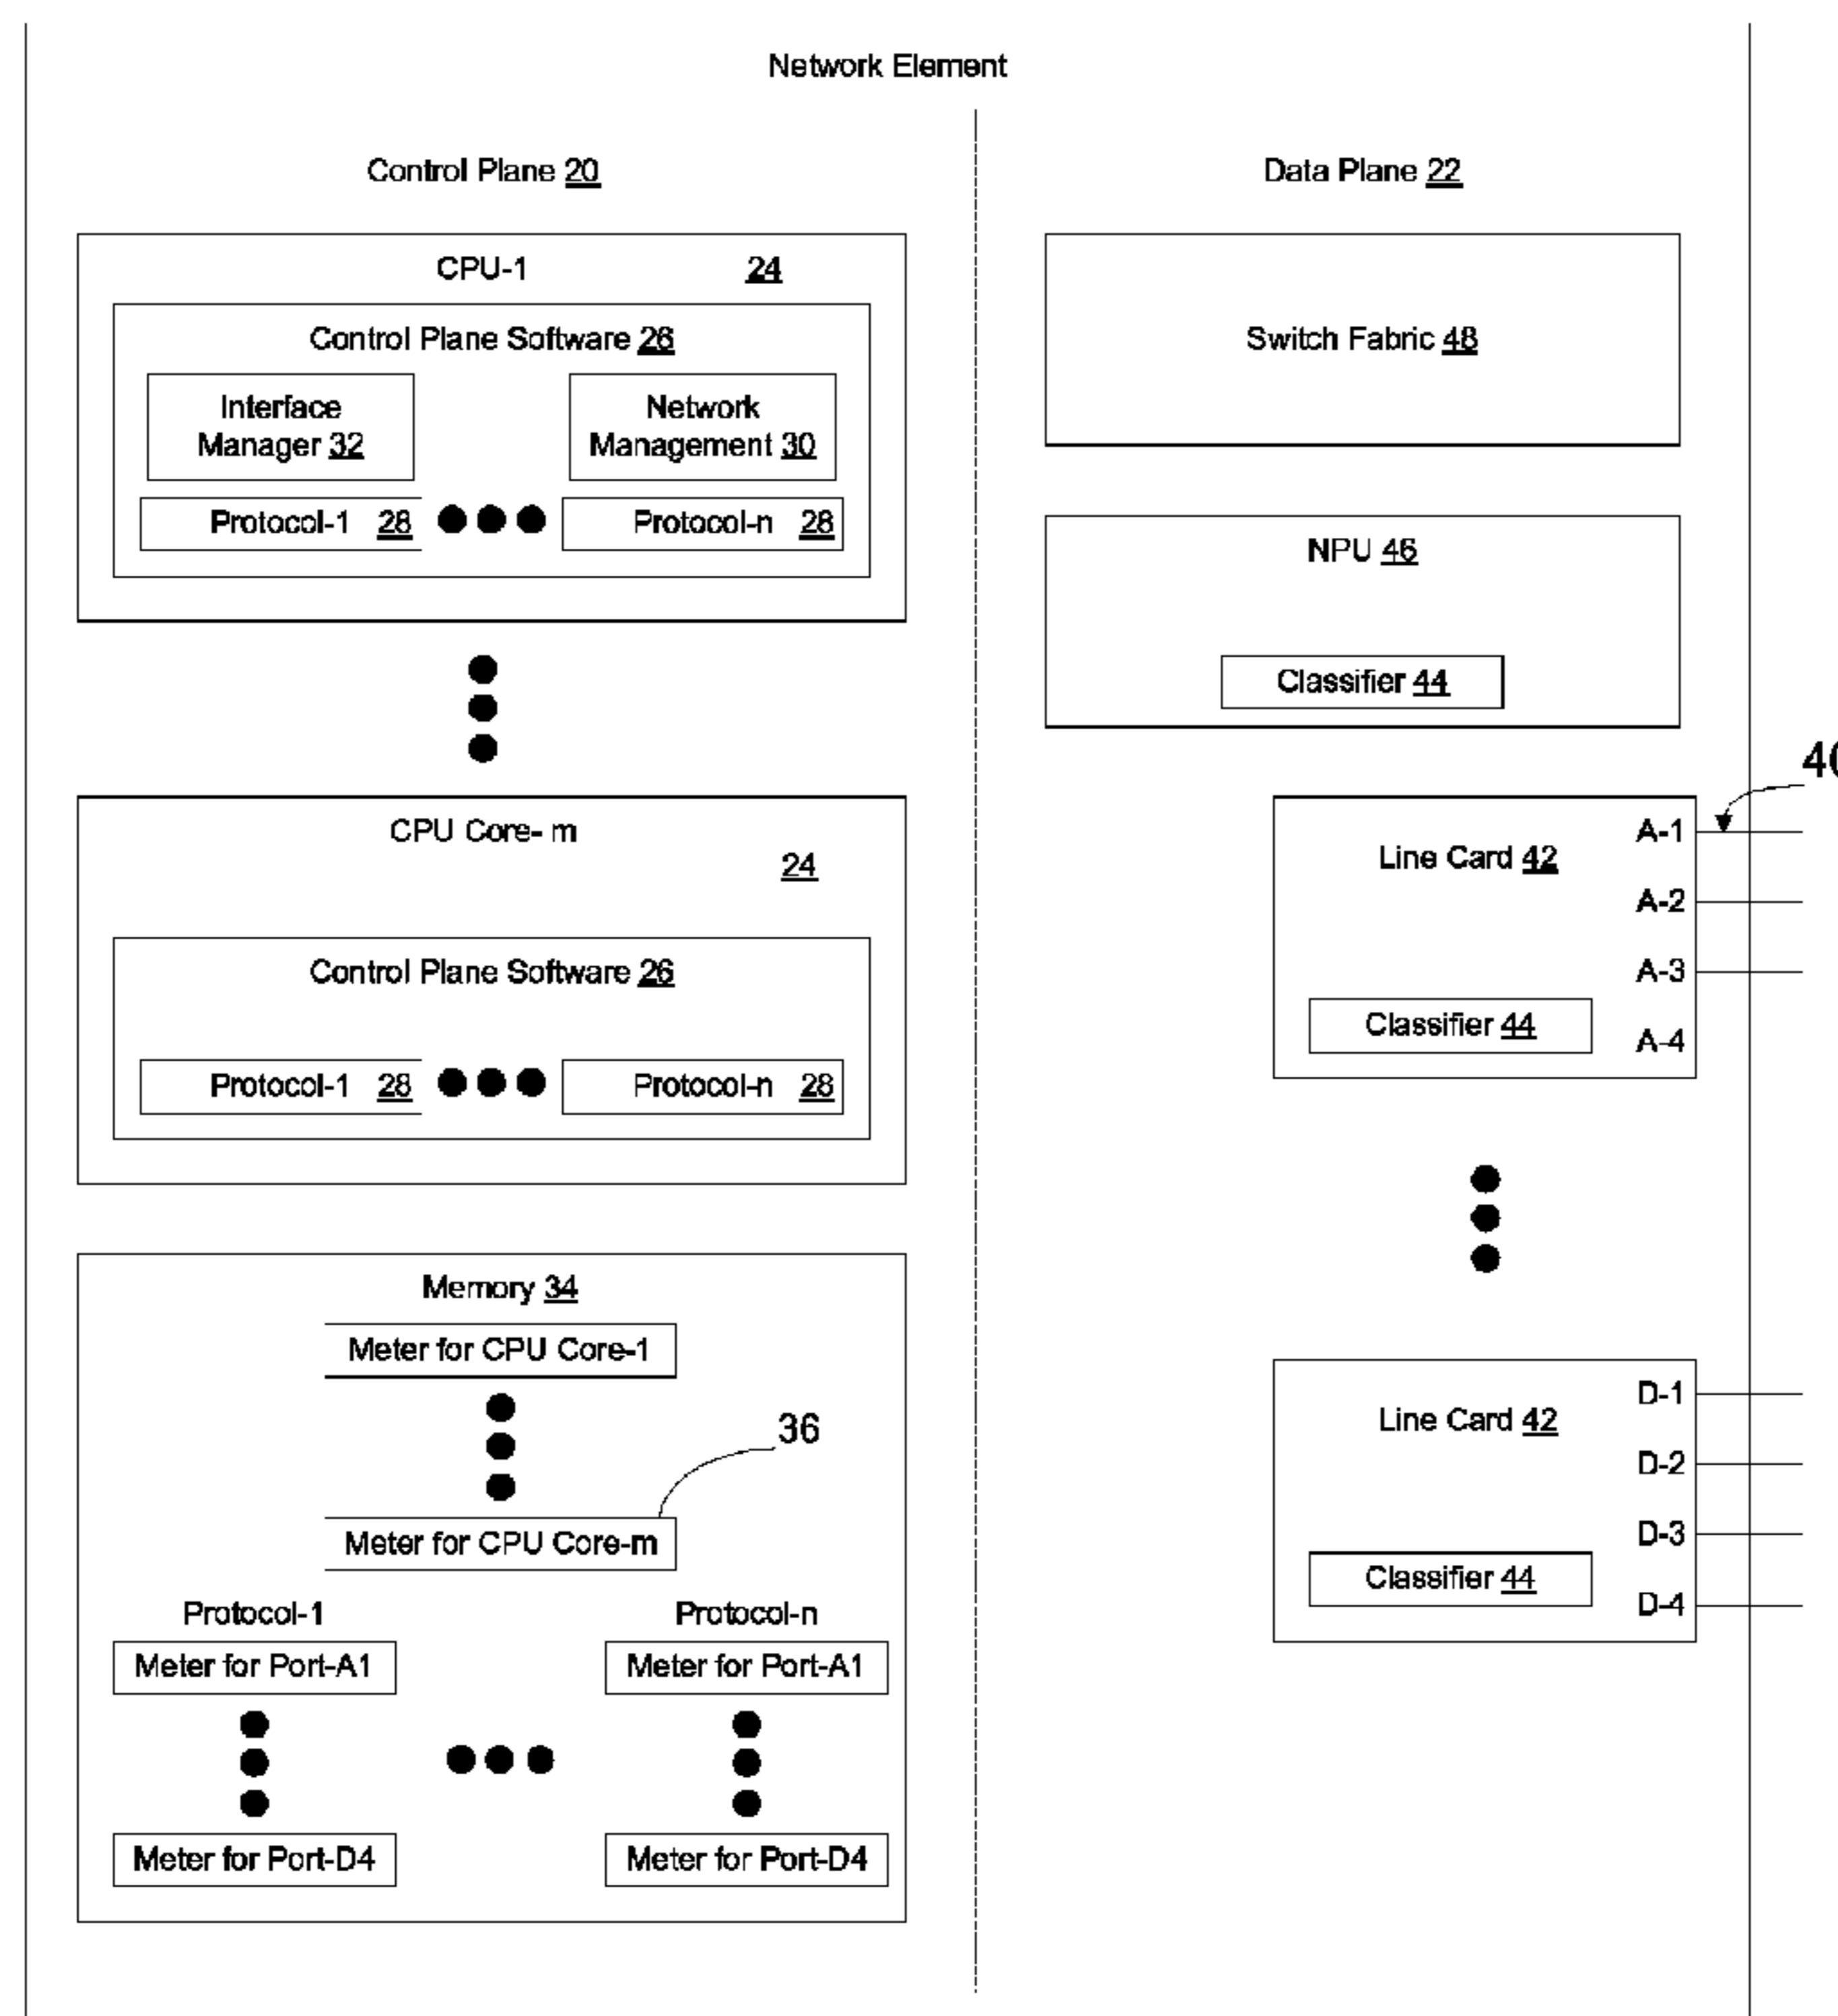 Network Element
Control Plane 20
CPU-1 24
Control Plane Software 26
Interface
Manager 32
Network
Management 30
Protocol-1 28
Protocol-n 28
CPU Core- m
24
Control Plane Software 26
Protocol-1 28
Protocol-n 28
Memory 34
Meter for CPU Core-1
36
Meter for CPU Core-m
Protocol-1
Protocol-n
Meter for Port-A1
Meter for Port-A1
Meter for Port-D4
Meter for Port-D4
Data Plane 22
Switch Fabric 48
NPU 46
Classifier 44
40
Line Card 42
A-1
A-2
A-3
A-4
Classifier 44
Line Card 42
D-1
D-2
D-3
D-4
Classifier 44